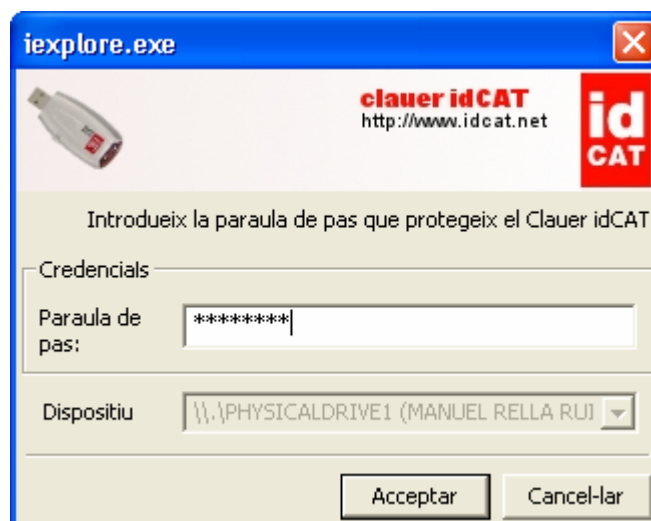 iexplore.exe
clauer idCAT
http://www.idcat.net
id
CAT
Introdueix la paraula de pas que protegeix el Clauer idCAT
Credencials
Paraula de
pas:
********
Dispositiu
\\.\PHYSICALDRIVE1 (MANUEL RELLA RUI
Acceptar
Cancel-lar